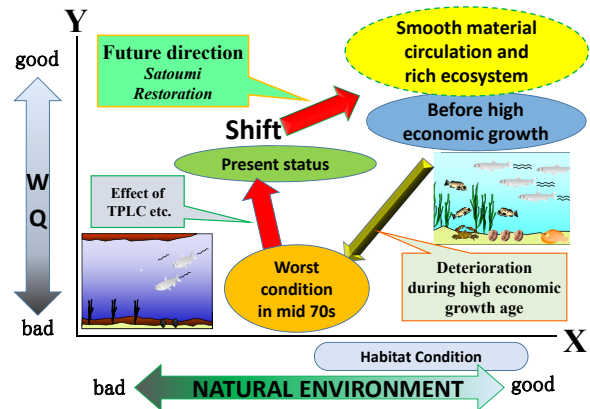 Y
good
W
Q
bad
Future direction
Satoumi
Restoration
Smooth material
circulation and
rich ecosystem
Before high
economic growth
Shift
Present status
Effect of
TPLC etc.
Worst
condition
in mid 70s
Deterioration
during high economic
growth age
X
Habitat Condition
bad
NATURAL ENVIRONMENT
good